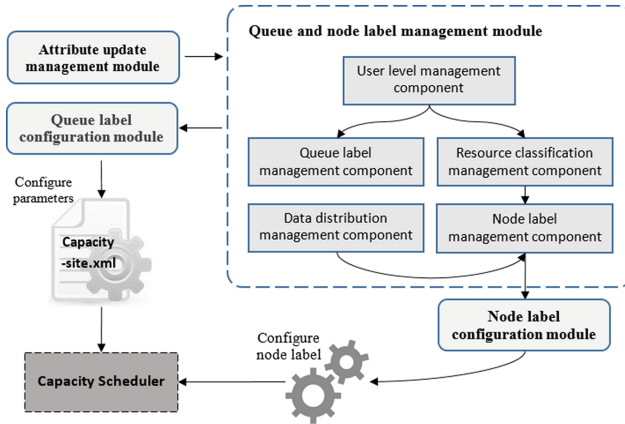 Attribute update
management module
Queue and node label management module
User level management
component
Queue label
configuration module
Queue label
management component
Resource classification
management component
Configure
parameters
Data distribution
management component
Node label
management component
Capacity
-site.xml
Node label
configuration module
Configure
node label
Capacity Scheduler